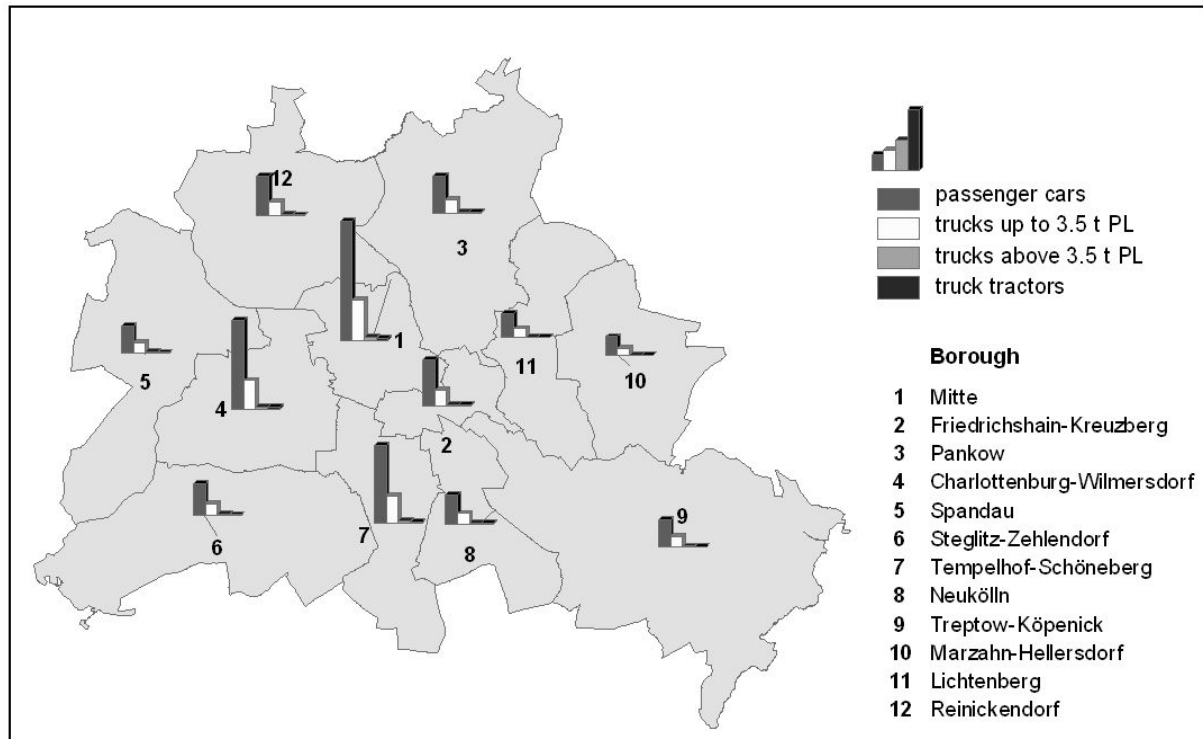 12
3
1
5
4
11
10
2
7
8
6
9
passenger cars
trucks up to 3.5 t PL
trucks above 3.5 t PL
truck tractors
Borough
1 Mitte
2 Friedrichshain-Kreuzberg
3 Pankow
4 Charlottenburg-Wilmersdorf
5 Spandau
6 Steglitz-Zehlendorf
7 Tempelhof-Schöneberg
8 Neukölln
9 Treptow-Köpenick
10 Marzahn-Hellersdorf
11 Lichtenberg
12 Reinickendorf